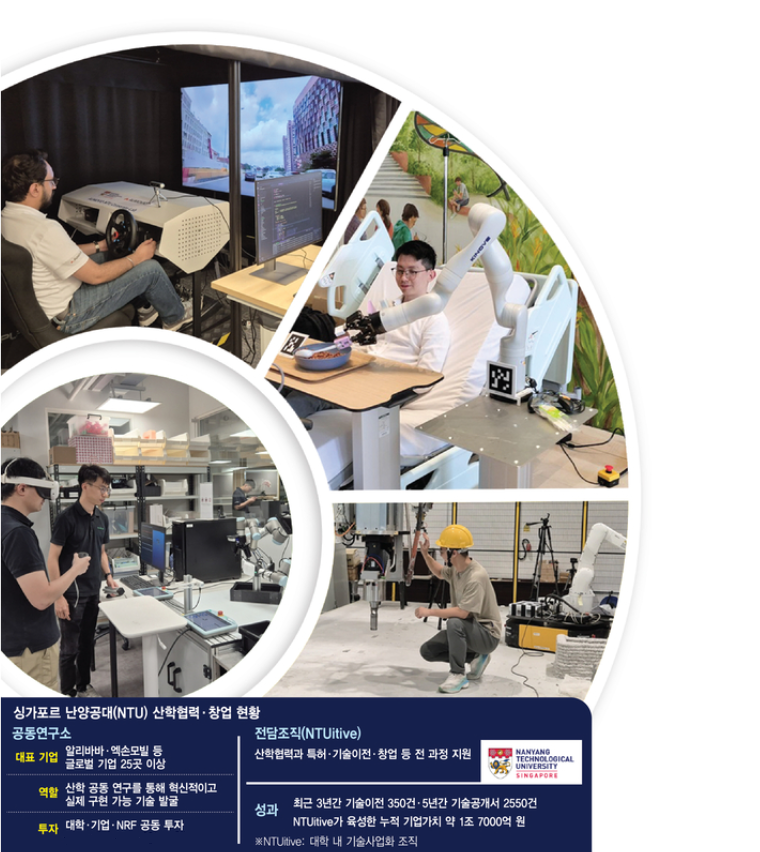 싱가포르 난양공대(NTU) 산학협력·창업 현황
공동연구소
대표 기업
알리바바·엑손모빌 등
글로벌 기업 25곳 이상
역할
산학 공동 연구를 통해 혁신적이고
실제 구현 가능 기술 발굴
투자
대학·기업·NRF 공동 투자
전담조직(NTUitive)
산학협력과 특허·기술이전·창업 등 전 과정 지원
NANYANG
TECHNOLOGICAL
UNIVERSITY
SINGAPORE
성과
최근 3년간 기술이전 350건·5년간 기술공개서 2550건
NTUitive가 육성한 누적 기업가치 약 1조 7000억 원
※NTUitive: 대학 내 기술사업화 조직